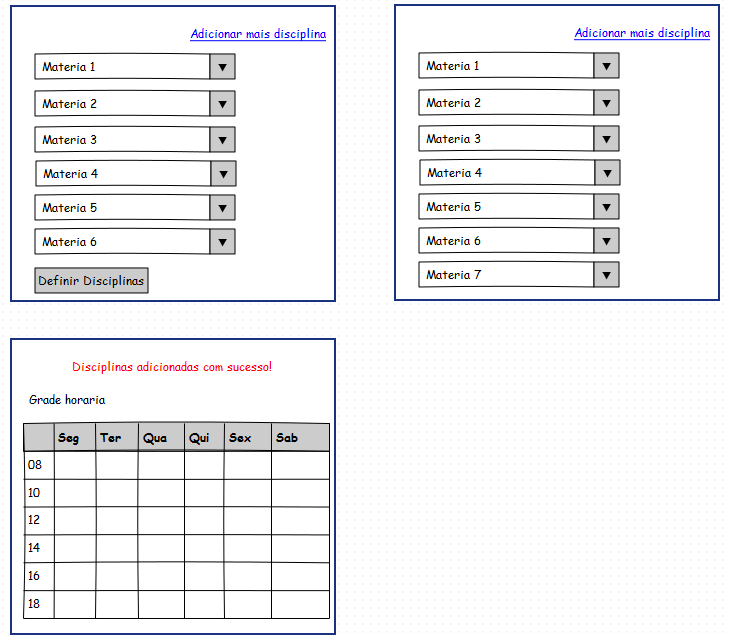 Adicionar mais disciplina
Materia 1
Materia 2
Materia 3
Materia 4
Materia 5
Materia 6
Definir Disciplinas
Adicionar mais disciplina
Materia 1
Materia 2
Materia 3
Materia 4
Materia 5
Materia 6
Materia 7
Disciplinas adicionadas com sucesso!
Grade horaria
Seg Ter Qua Qui Sex Sab
08
10
12
14
16
18